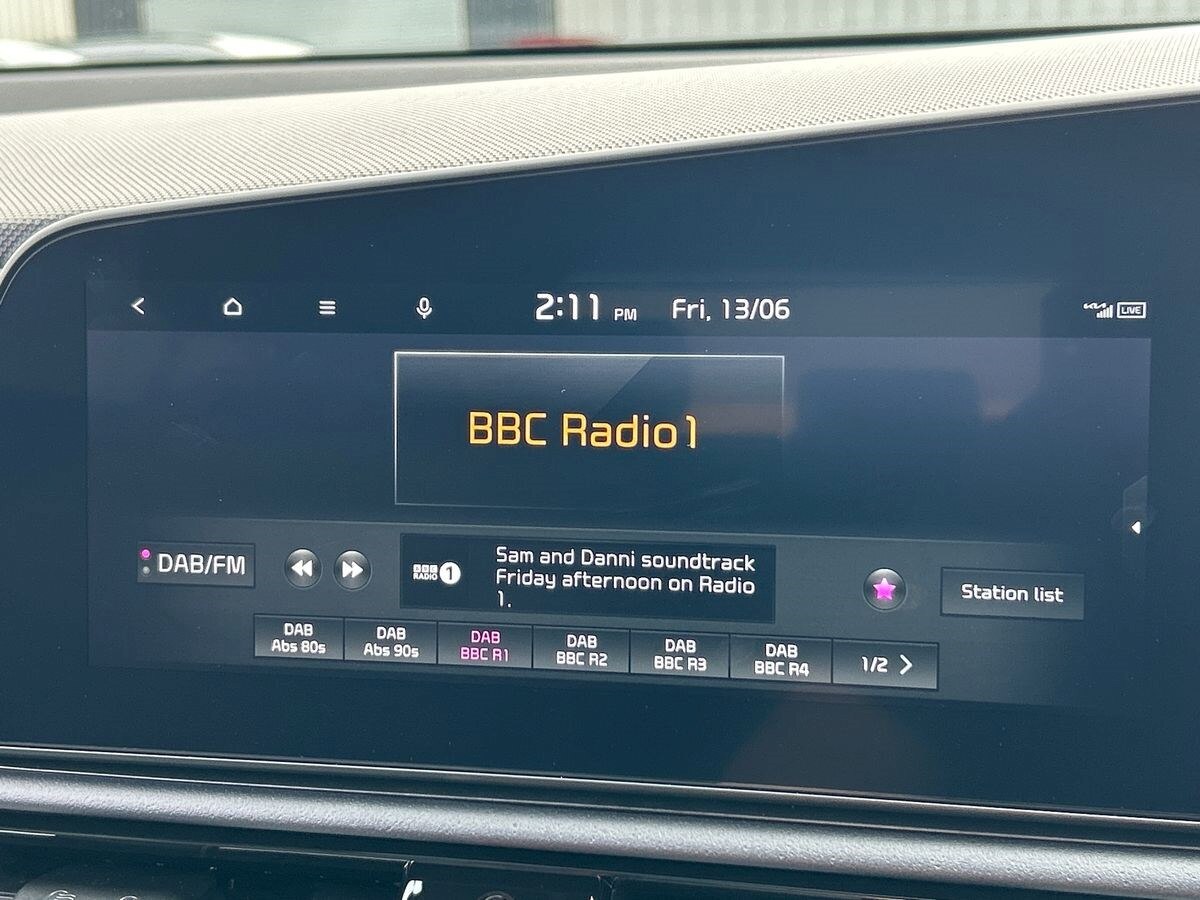 2:11 PM Fri, 13/06
KIA LIVE
BBC Radio1
DAB/FM
BBC
RADIO 1
Sam and Danni soundtrack
Friday afternoon on Radio
1.
Station list
DAB
Abs 80s
DAB
Abs 90s
DAB
BBC R1
DAB
BBC R2
DAB
BBC R3
DAB
BBC R4
1/2